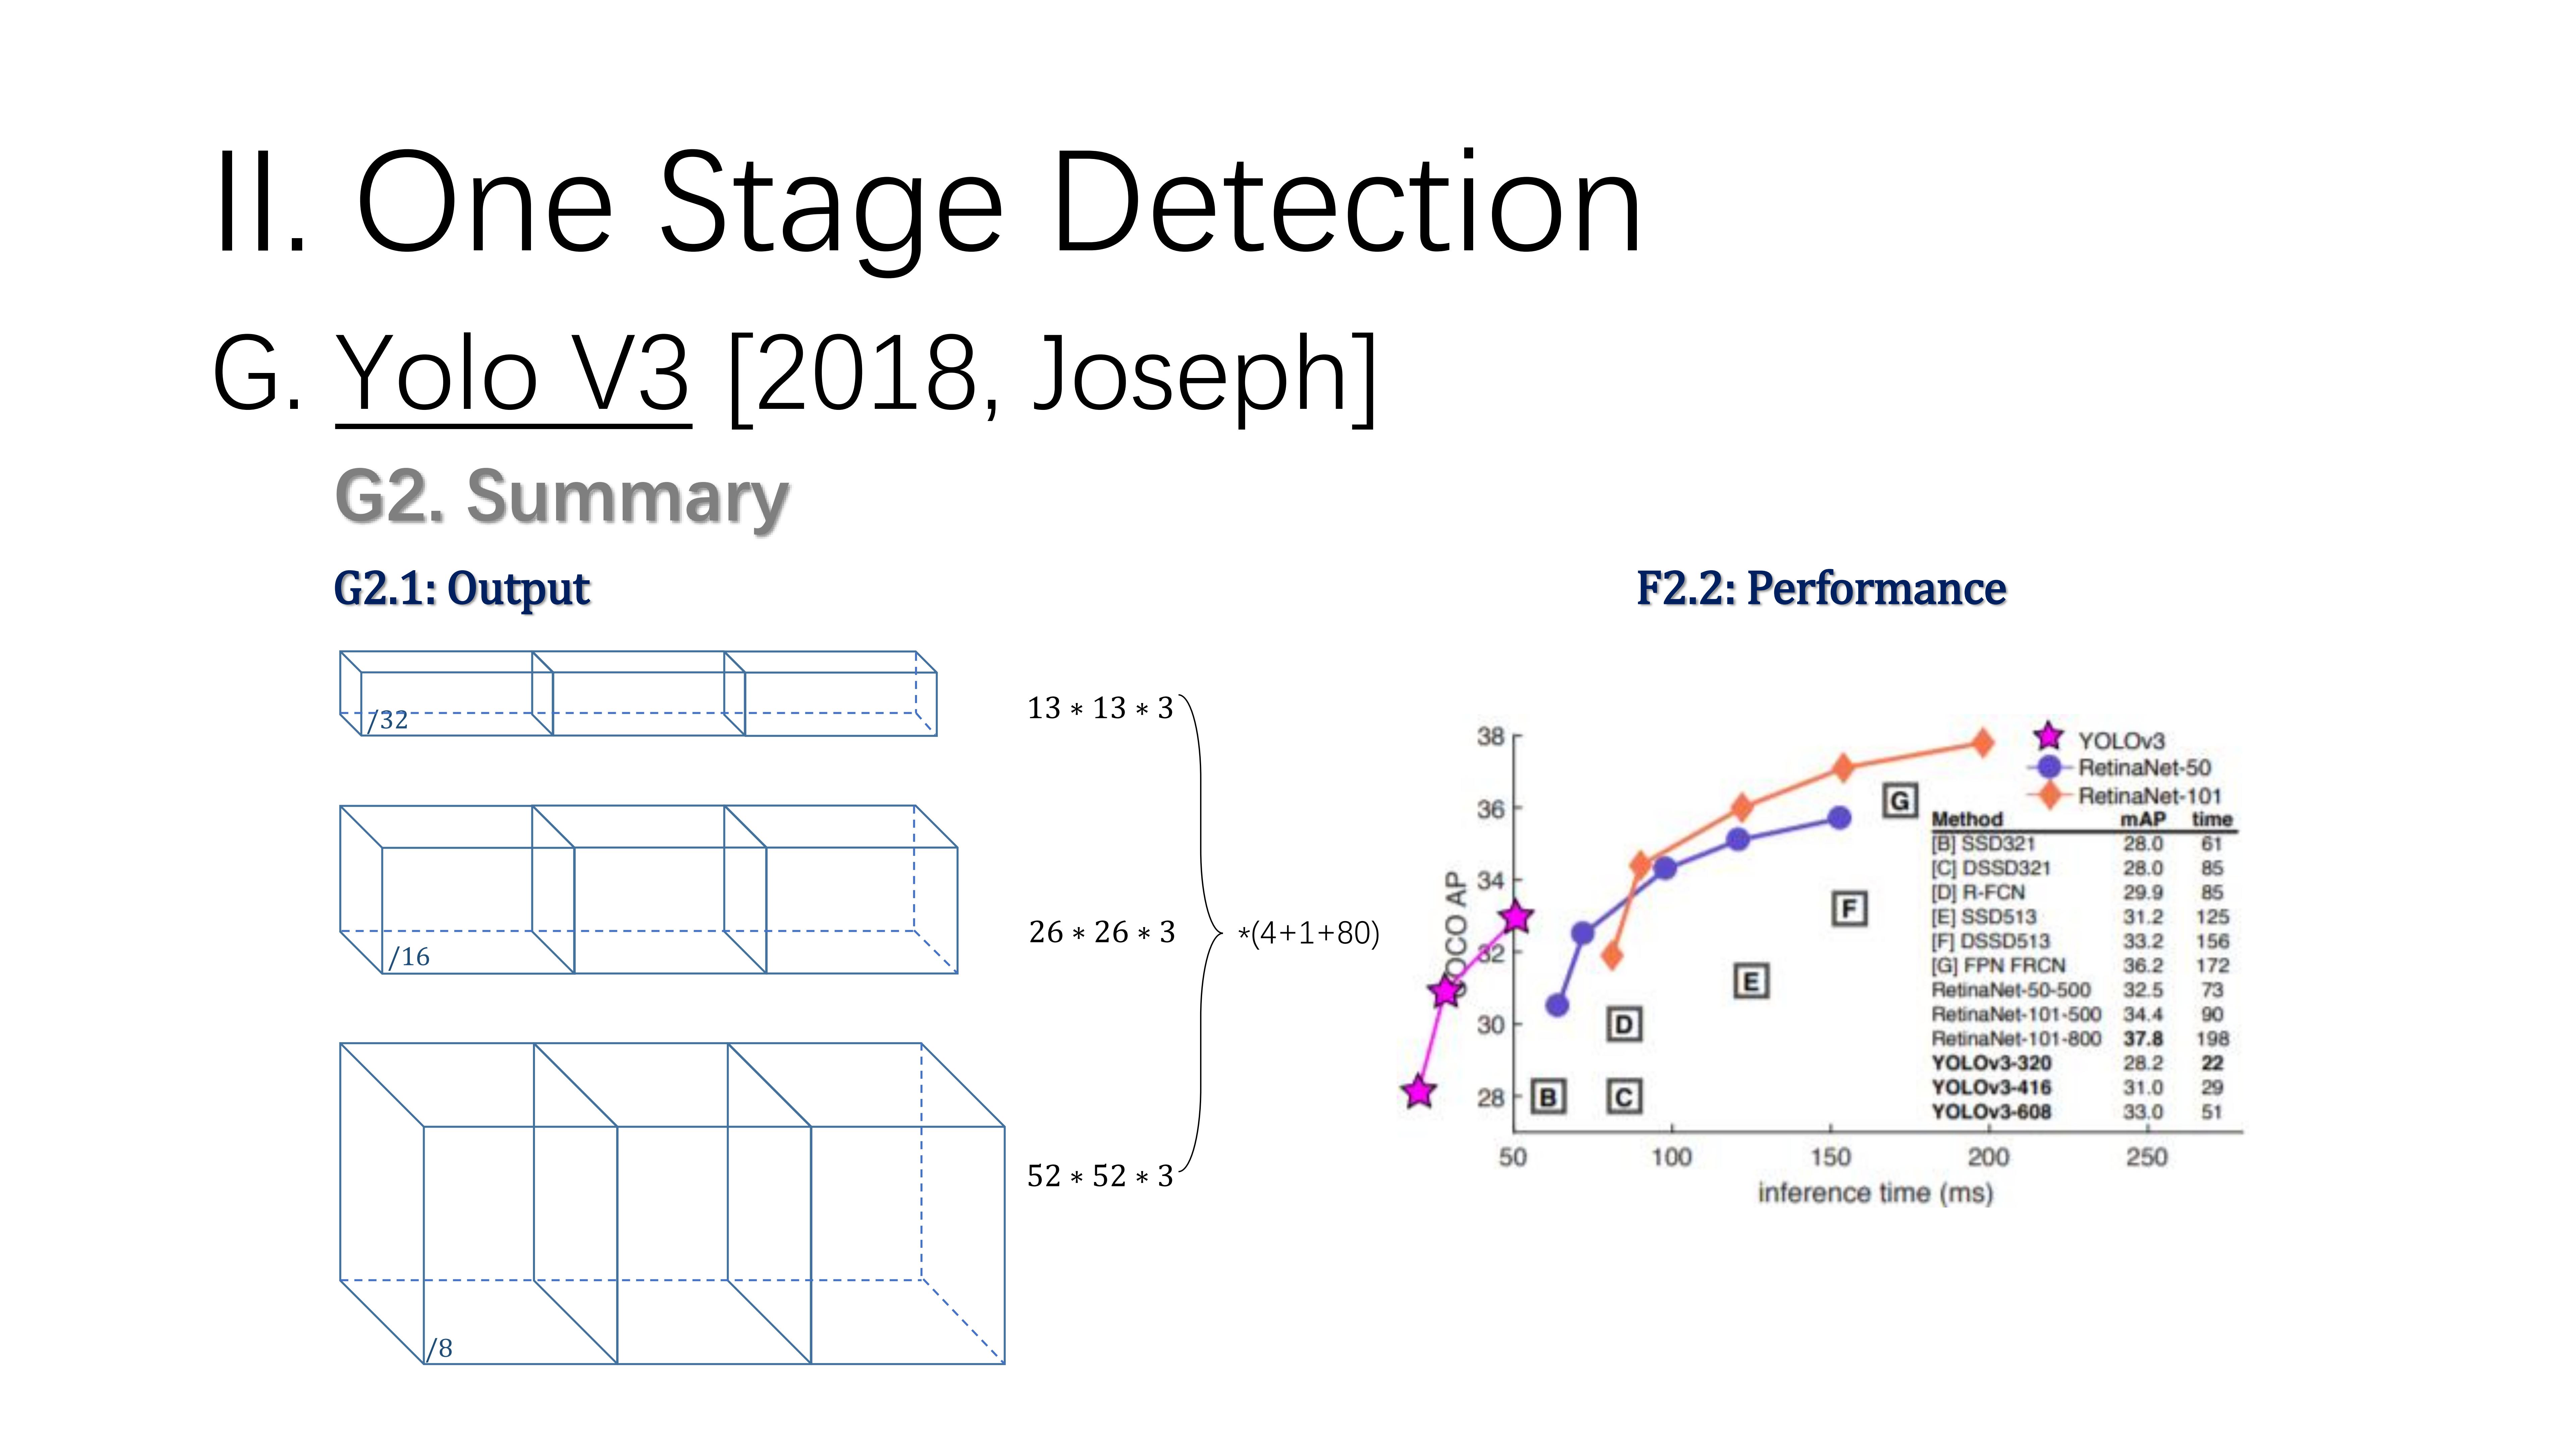 II. One Stage Detection
G. Yolo V3 [2018, Joseph]
G2. Summary
G2.1: Output
/32
/16
/8
13 ∗ 13 ∗ 3
26 ∗ 26 ∗ 3
52 ∗ 52 ∗ 3
*(4+1+80)
F2.2: Performance
COCO AP
38
36
34
32
30
28
50 100 150 200 250
inference time (ms)
B
C
D
E
F
G
YOLOv3
RetinaNet-50
RetinaNet-101
Method mAP time
[B] SSD321 28.0 61
[C] DSSD321 28.0 85
[D] R-FCN 29.9 85
[E] SSD513 31.2 125
[F] DSSD513 33.2 156
[G] FPN FRCN 36.2 172
RetinaNet-50-500 32.5 73
RetinaNet-101-500 34.4 90
RetinaNet-101-800 37.8 198
YOLOv3-320 28.2 22
YOLOv3-416 31.0 29
YOLOv3-608 33.0 51